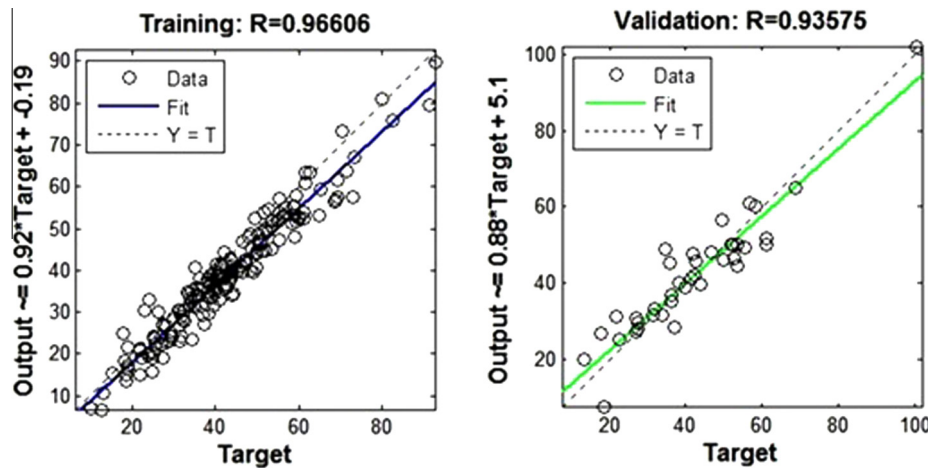 Training: R=0.96606
Output ~= 0.92*Target + -0.19
90
80
70
60
50
40
30
20
10
Data
Fit
Y = T
20
40
60
80
Target
Validation: R=0.93575
Output ~= 0.88*Target + 5.1
100
80
60
40
20
Data
Fit
Y = T
20
40
60
80
100
Target